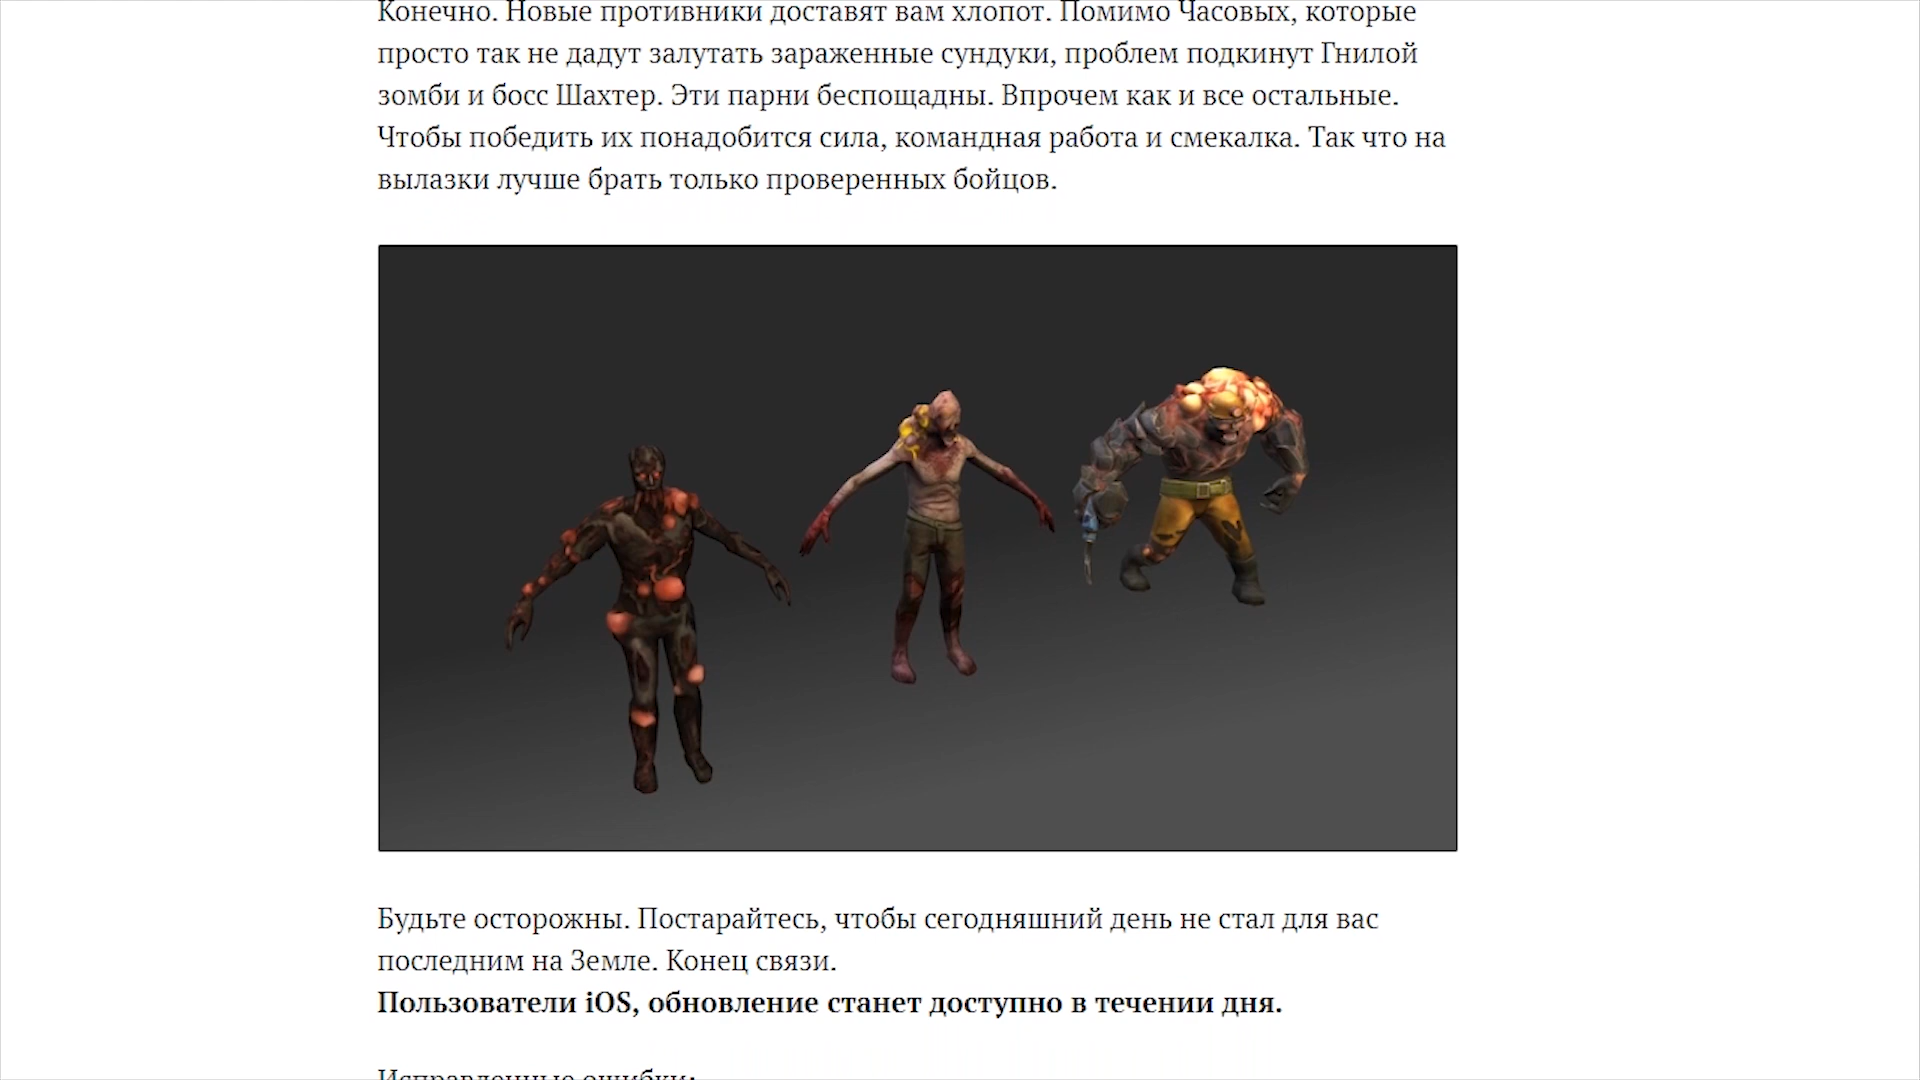 Конечно. Новые противники доставят вам хлопот. Помимо Часовых, которые
просто так не дадут залутать зараженные сундуки, проблем подкинут Гнилой
зомби и босс Шахтер. Эти парни беспощадны. Впрочем как и все остальные.
Чтобы победить их понадобится сила, командная работа и смекалка. Так что на
вылазки лучше брать только проверенных бойцов.
Будьте осторожны. Постарайтесь, чтобы сегодняшний день не стал для вас
последним на Земле. Конец связи.
Пользователи iOS, обновление станет доступно в течении дня.
Исправленные ошибки: